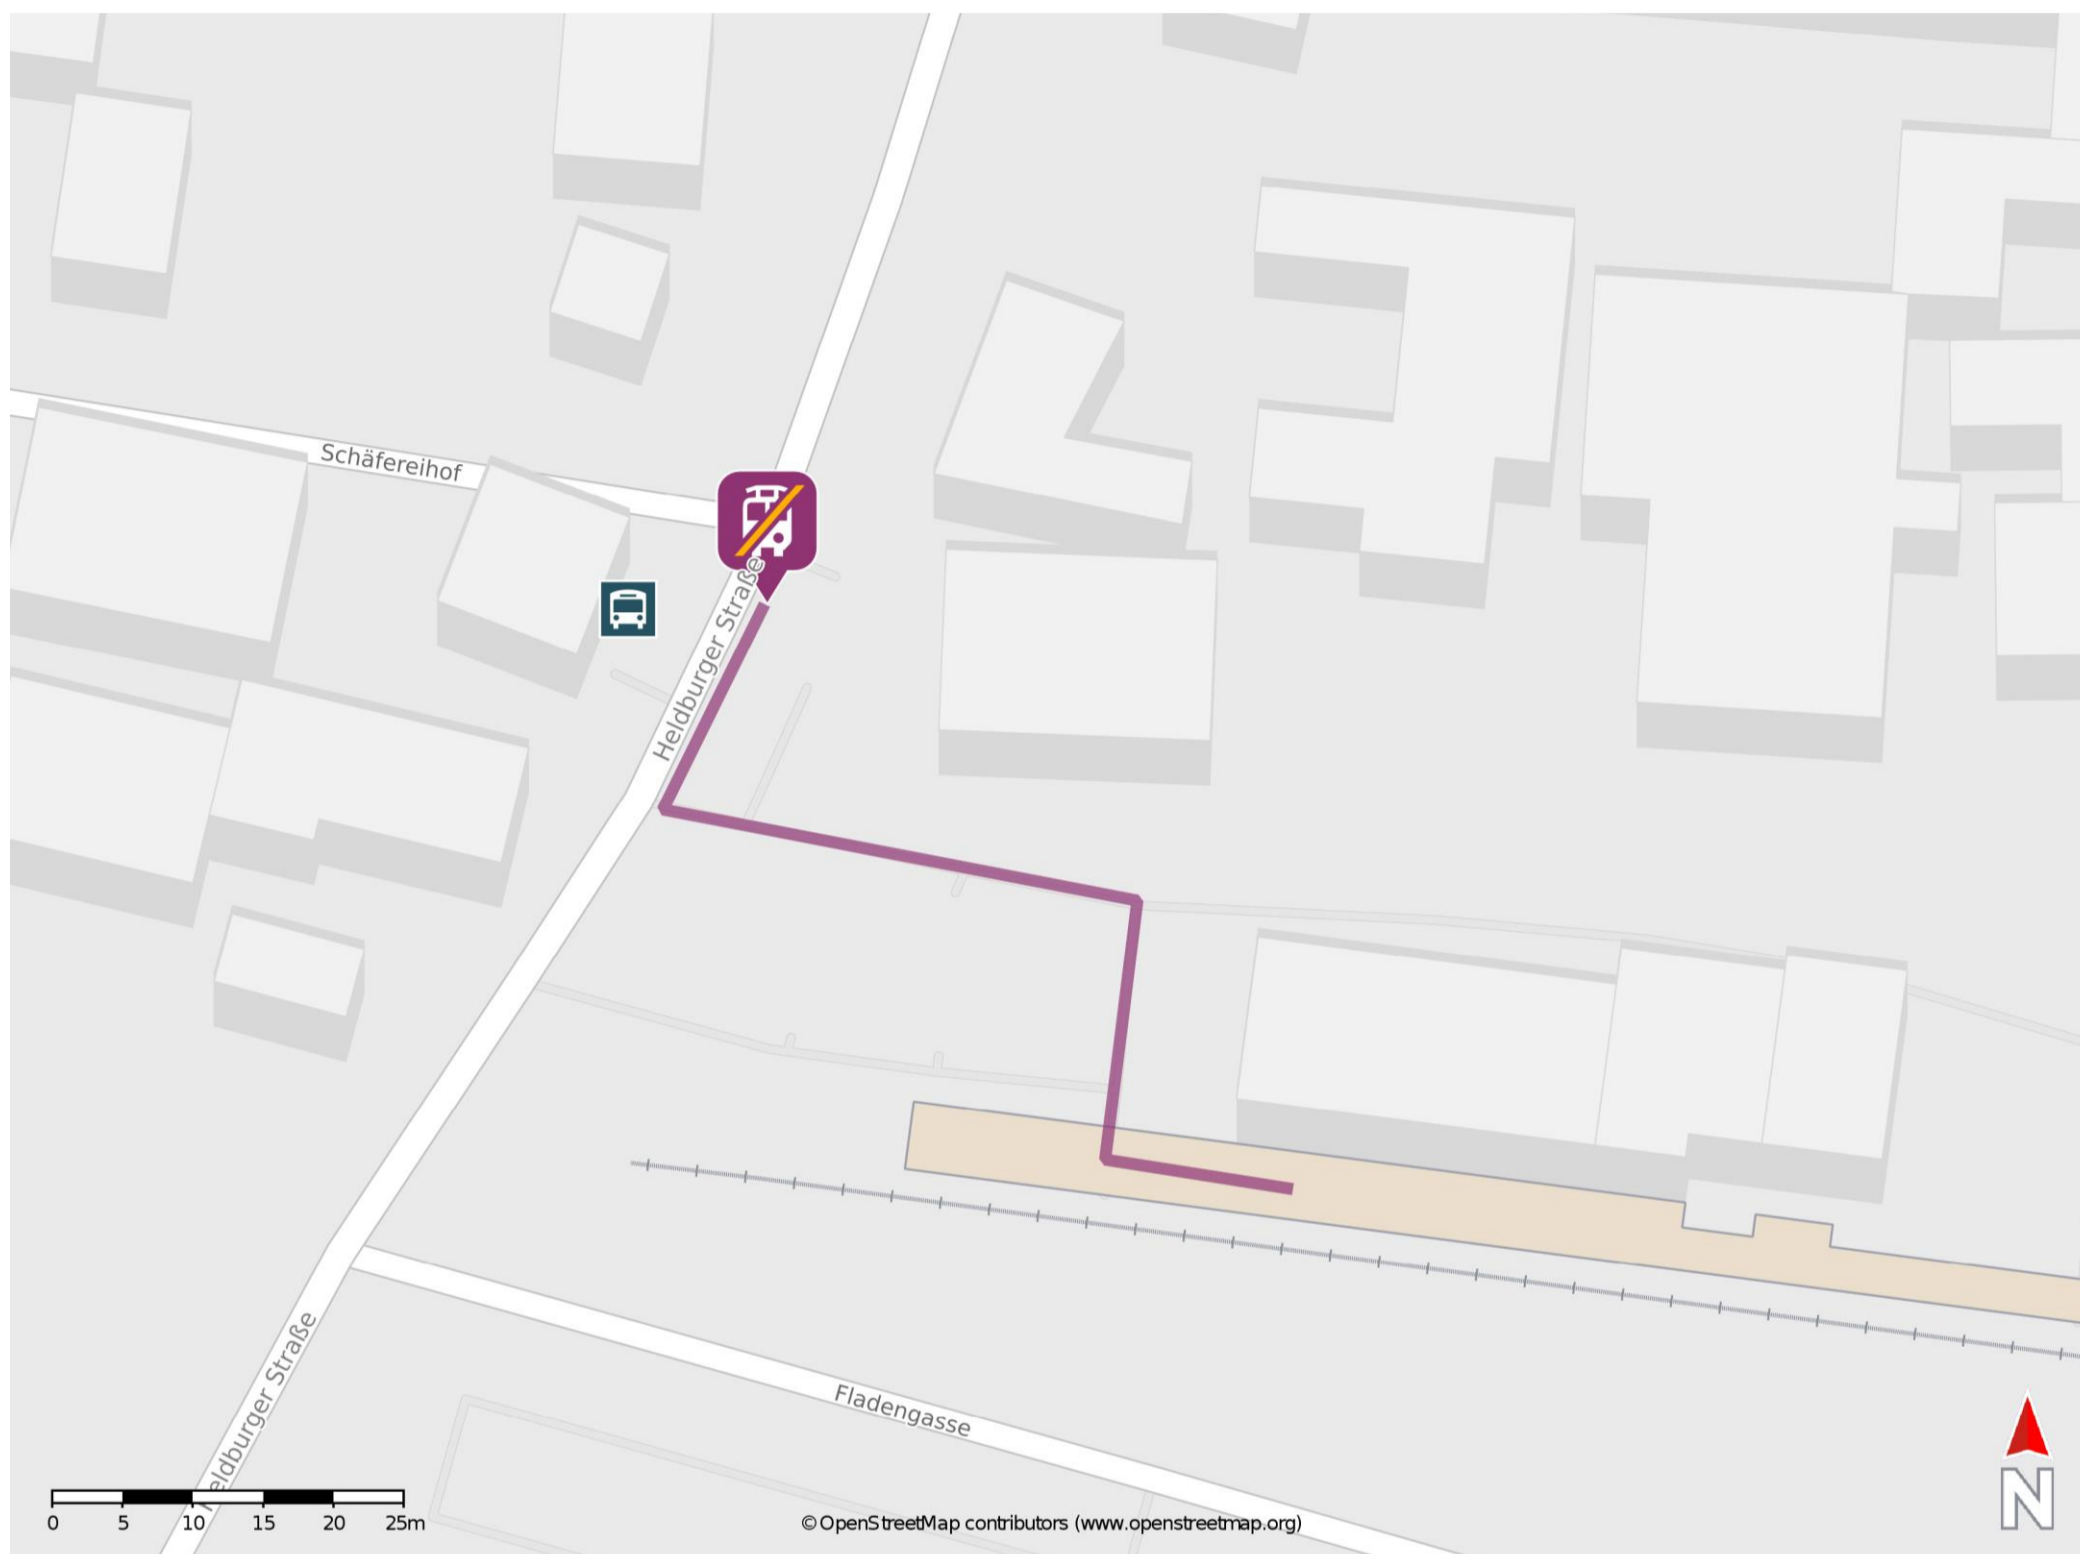 Schäfereihof
Heldburger Straße
Heldburger Straße
Fladengasse
0 5 10 15 20 25m
©OpenStreetMap contributors (www.openstreetmap.org)
N